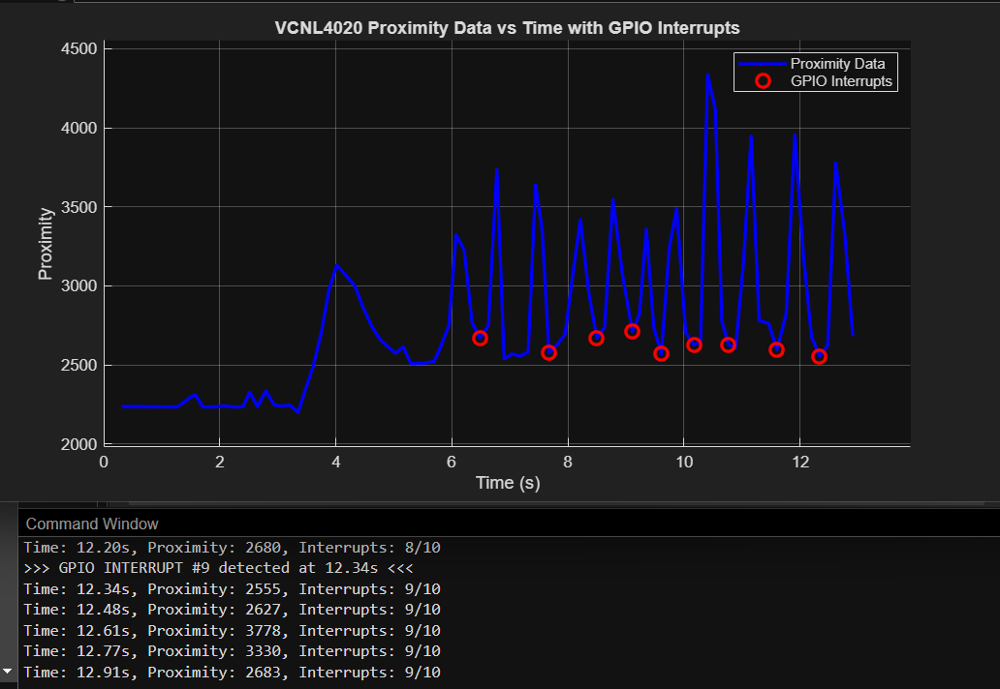 VCNL4020 Proximity Data vs Time with GPIO Interrupts
4500
4000
3500
3000
2500
2000
Proximity
Proximity Data
GPIO Interrupts
0 2 4 6 8 10 12
Time (s)
Command Window
Time: 12.20s, Proximity: 2680, Interrupts: 8/10
>>> GPIO INTERRUPT #9 detected at 12.34s <<<
Time: 12.34s, Proximity: 2555, Interrupts: 9/10
Time: 12.48s, Proximity: 2627, Interrupts: 9/10
Time: 12.61s, Proximity: 3778, Interrupts: 9/10
Time: 12.77s, Proximity: 3330, Interrupts: 9/10
Time: 12.91s, Proximity: 2683, Interrupts: 9/10